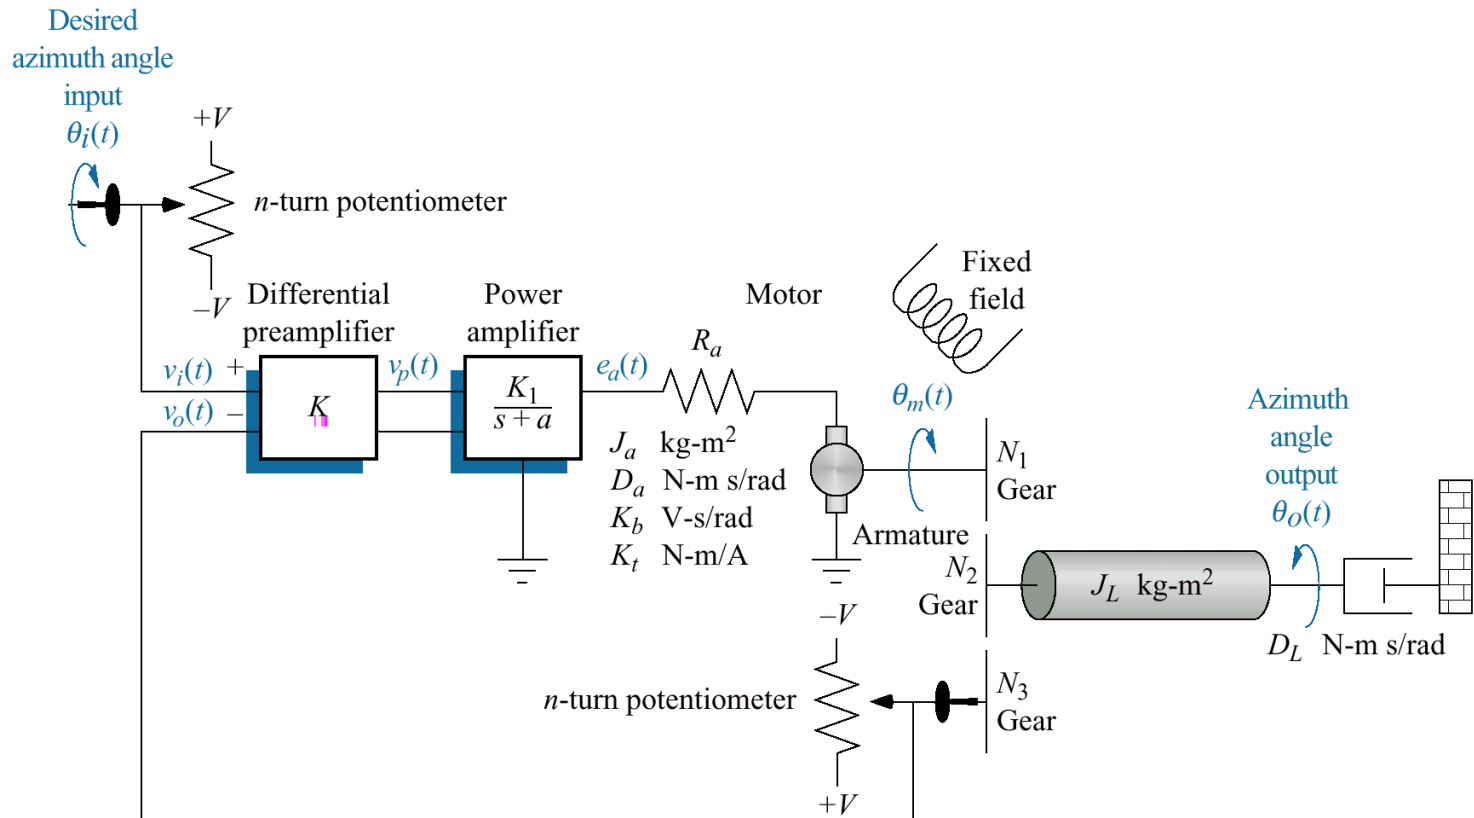 Desired
azimuth angle
input
θi(t)
+V
n-turn potentiometer
–V
Differential
preamplifier
Power
amplifier
Motor
Fixed
field
Ra
vi(t) +
vo(t) –
K
vp(t)
K1
s + a
ea(t)
θm(t)
Ja kg-m2
Da N-m s/rad
Kb V-s/rad
Kt N-m/A
Armature
N1
Gear
N2
Gear
JL kg-m2
Azimuth
angle
output
θo(t)
DL N-m s/rad
–V
n-turn potentiometer
+V
N3
Gear